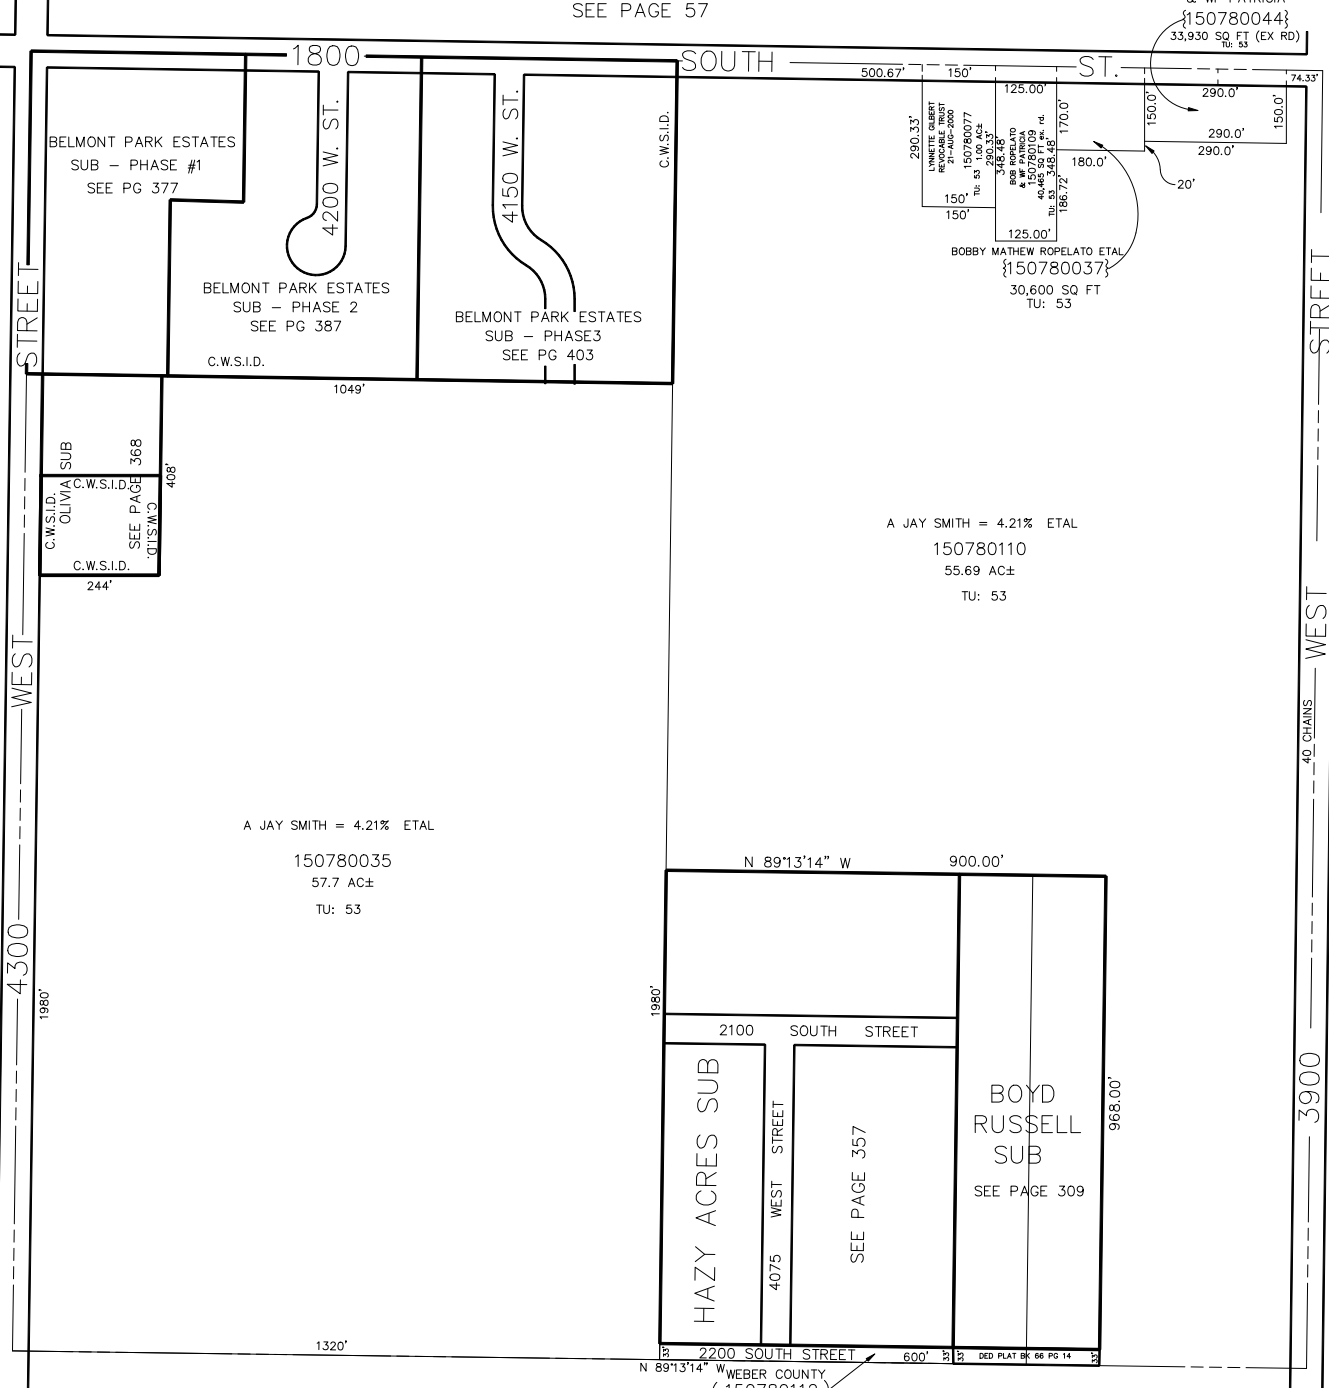 SEE PAGE 57
& WF PATRICIA
{150780044}
33,930 SQ FT (EX RD)
TU: 53
1800
SOUTH
ST.
500.67'
150'
125.00'
290.0'
74.33'
BELMONT PARK ESTATES
SUB – PHASE #1
SEE PG 377
4200 W. ST.
4150 W. ST.
C.W.S.I.D.
290.33'
LYNNETTE GILBERT
REVOCABLE TRUST
21-AUG-2000
150780077
TU: 53 1.00 AC±
290.33'
348.48'
BOB ROPELATO
& WF PATRICIA
150780109
40,465 SQ FT ex. rd.
TU: 53
348.48'
170.0'
186.72'
150.0'
150.0'
290.0'
290.0'
180.0'
20'
150'
150'
125.00'
BOBBY MATHEW ROPELATO ETAL
{150780037}
30,600 SQ FT
TU: 53
BELMONT PARK ESTATES
SUB – PHASE 2
SEE PG 387
C.W.S.I.D.
BELMONT PARK ESTATES
SUB – PHASE3
SEE PG 403
STREET
STREET
1049'
OLIVIA SUB
SEE PAGE 368
408'
C.W.S.I.D.
C.W.S.I.D.
C.W.S.I.D.
C.W.S.I.D.
244'
A JAY SMITH = 4.21% ETAL
150780110
55.69 AC±
TU: 53
WEST
WEST
40 CHAINS
A JAY SMITH = 4.21% ETAL
150780035
57.7 AC±
TU: 53
N 89°13'14" W
900.00'
4300
1980'
1980'
2100 SOUTH STREET
HAZY ACRES SUB
4075 WEST STREET
SEE PAGE 357
BOYD
RUSSELL
SUB
SEE PAGE 309
968.00'
3900
1320'
33'
2200 SOUTH STREET
600'
33'
33'
DED PLAT BK 66 PG 14
33'
N 89°13'14" W
WEBER COUNTY